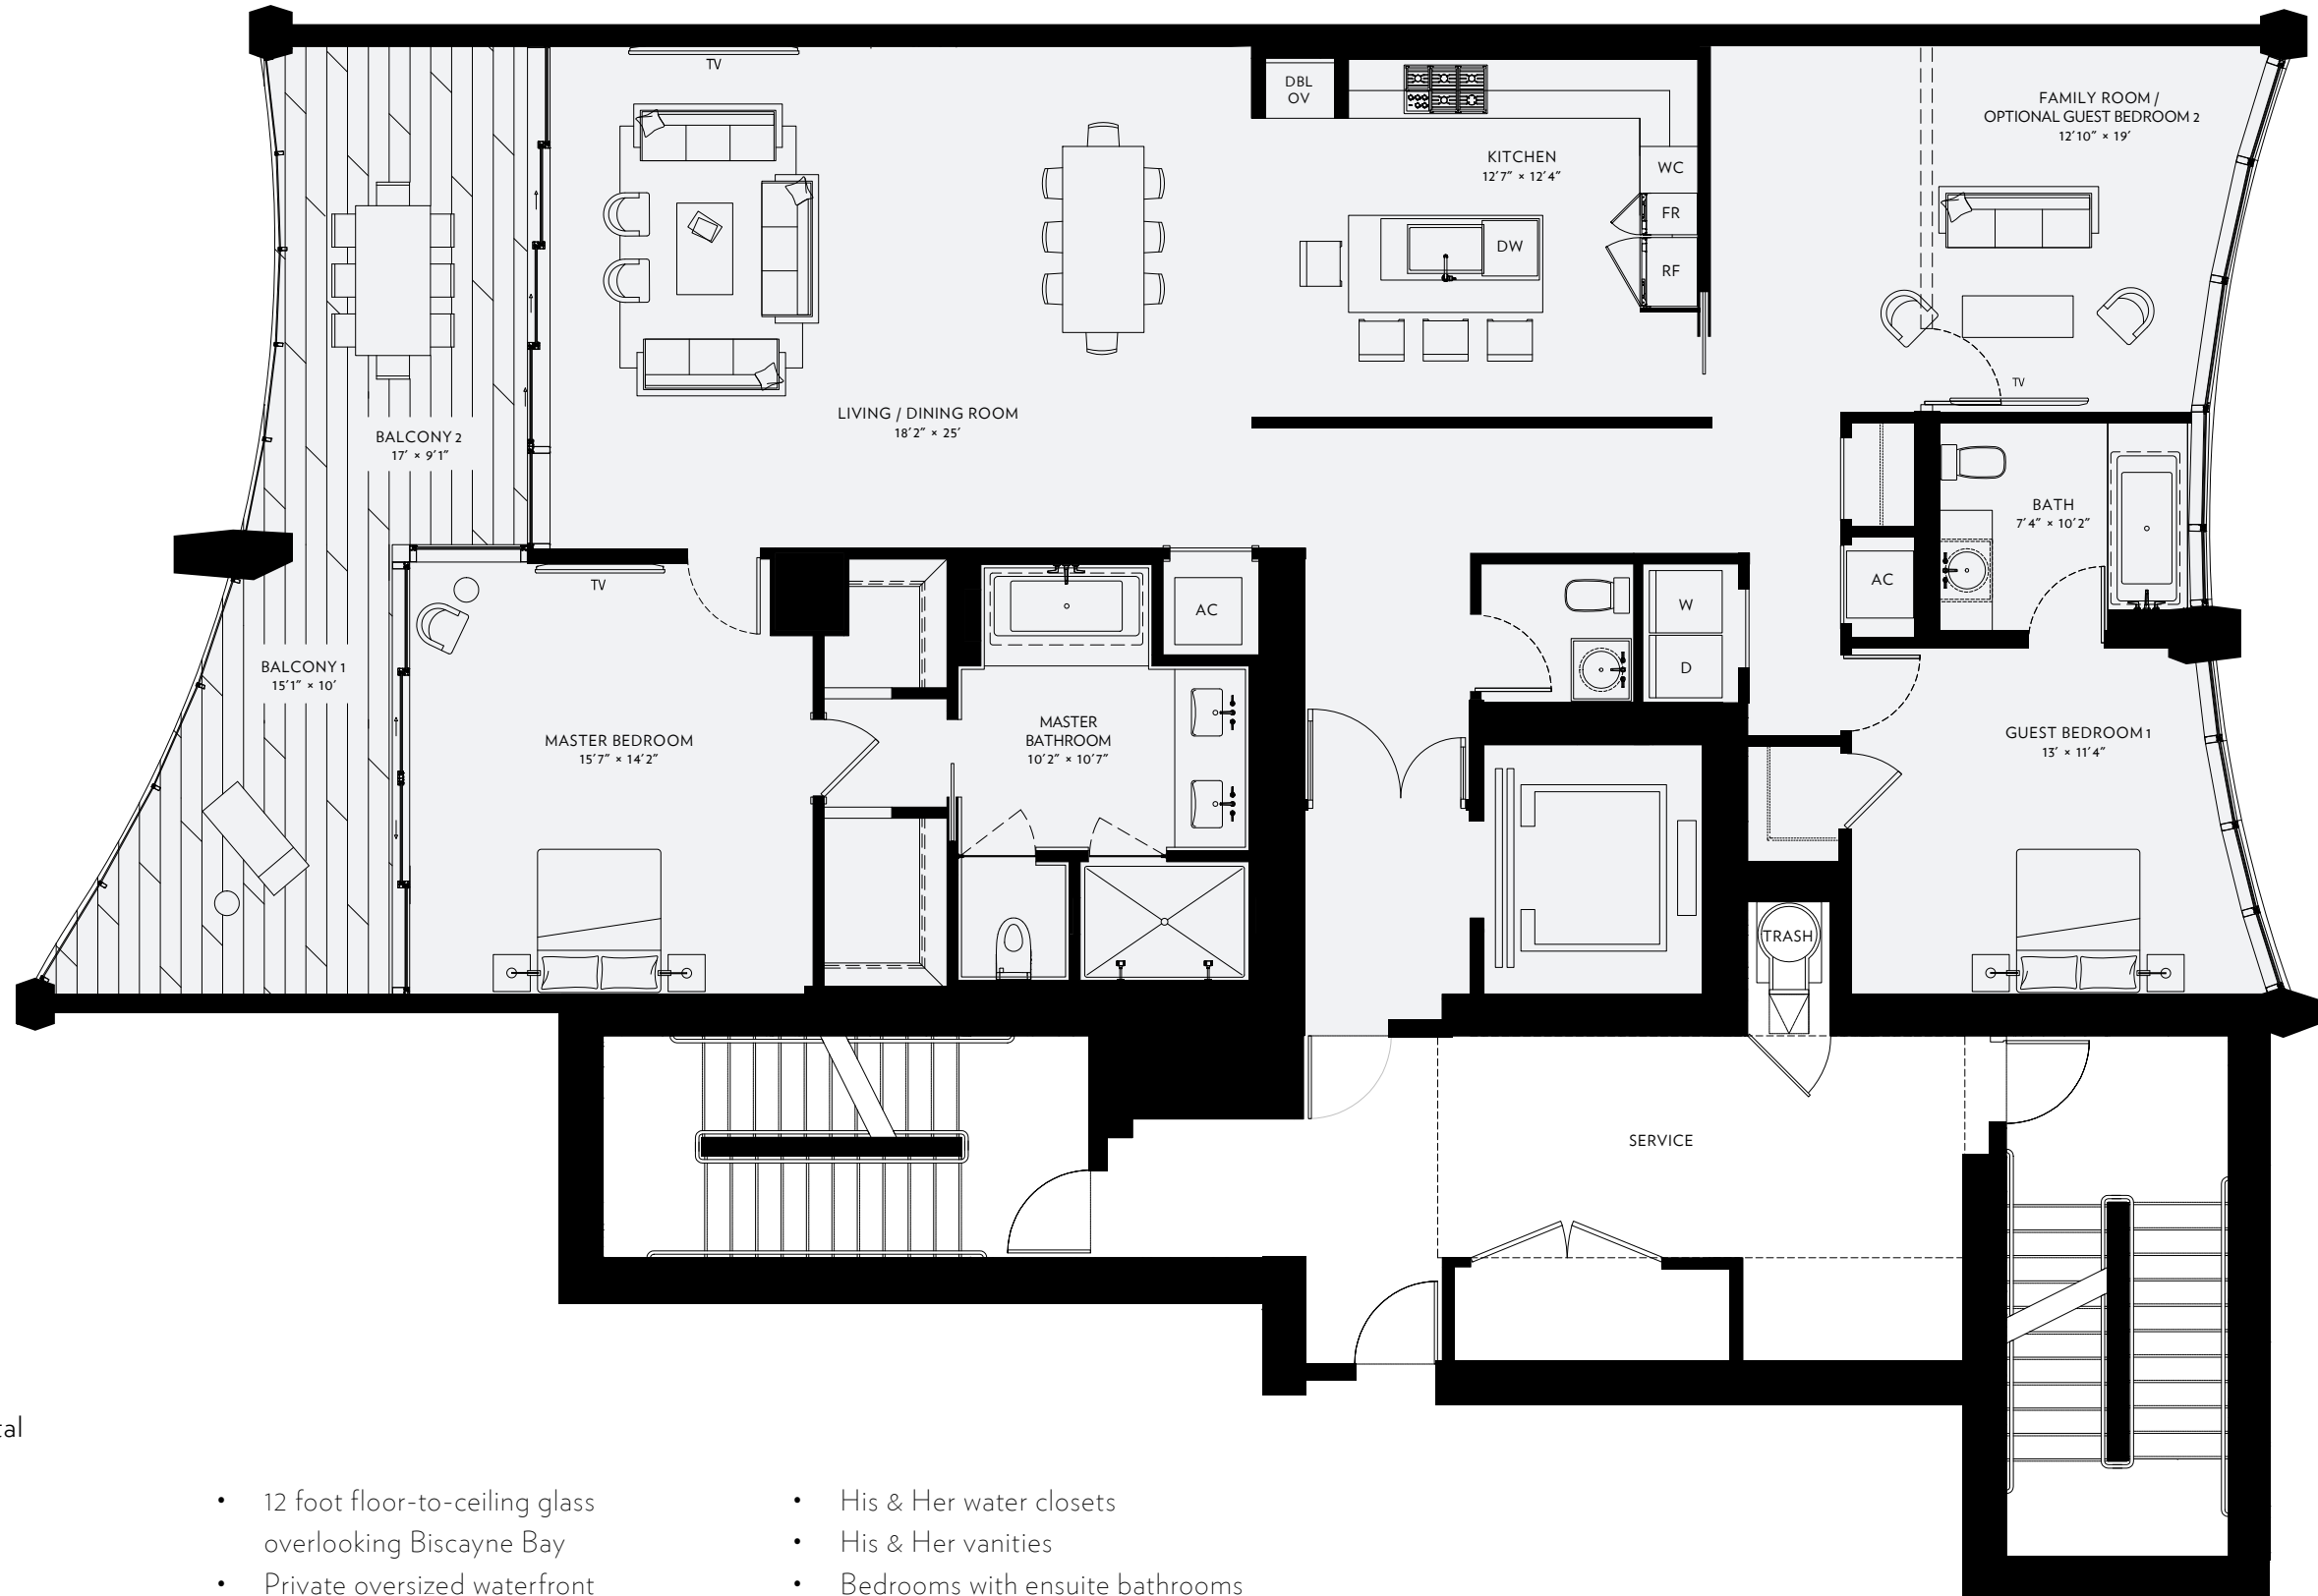 TV
DBL
OV
FAMILY ROOM /
OPTIONAL GUEST BEDROOM 2
12'10" × 19'
KITCHEN
12'7" × 12'4"
WC
FR
DW
RF
TV
LIVING / DINING ROOM
18'2" × 25'
BALCONY 2
17' × 9'1"
BATH
7'4" × 10'2"
TV
AC
AC
W
D
BALCONY 1
15'1" × 10'
MASTER BEDROOM
15'7" × 14'2"
MASTER
BATHROOM
10'2" × 10'7"
GUEST BEDROOM 1
13' × 11'4"
TRASH
SERVICE
• 12 foot floor-to-ceiling glass
overlooking Biscayne Bay
• Private oversized waterfront
• His & Her water closets
• His & Her vanities
• Bedrooms with ensuite bathrooms